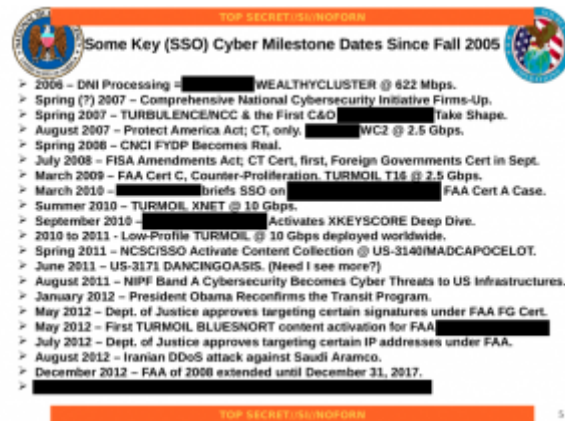 TOP SECRET//SI//NOFORN
Some Key (SSO) Cyber Milestone Dates Since Fall 2005
➢ 2006 – DNI Processing = WEALTHYCLUSTER @ 622 Mbps.
➢ Spring (?) 2007 – Comprehensive National Cybersecurity Initiative Firms-Up.
➢ Spring 2007 – TURBULENCE/NCC & the First C&O Take Shape.
➢ August 2007 – Protect America Act; CT, only. WC2 @ 2.5 Gbps.
➢ Spring 2008 – CNCI FYDP Becomes Real.
➢ July 2008 – FISA Amendments Act; CT Cert, first, Foreign Governments Cert in Sept.
➢ March 2009 – FAA Cert C, Counter-Proliferation. TURMOIL T16 @ 2.5 Gbps.
➢ March 2010 – briefs SSO on FAA Cert A Case.
➢ Summer 2010 – TURMOIL XNET @ 10 Gbps.
➢ September 2010 – Activates XKEYSCORE Deep Dive.
➢ 2010 to 2011 - Low-Profile TURMOIL @ 10 Gbps deployed worldwide.
➢ Spring 2011 – NCSC/SSO Activate Content Collection @ US-3140/MADCAPOCELOT.
➢ June 2011 – US-3171 DANCINGOASIS. (Need I see more?)
➢ August 2011 – NIPF Band A Cybersecurity Becomes Cyber Threats to US Infrastructures.
➢ January 2012 – President Obama Reconfirms the Transit Program.
➢ May 2012 – Dept. of Justice approves targeting certain signatures under FAA FG Cert.
➢ May 2012 – First TURMOIL BLUESNORT content activation for FAA
➢ July 2012 – Dept. of Justice approves targeting certain IP addresses under FAA.
➢ August 2012 – Iranian DDoS attack against Saudi Aramco.
➢ December 2012 – FAA of 2008 extended until December 31, 2017.
➢
TOP SECRET//SI//NOFORN
5